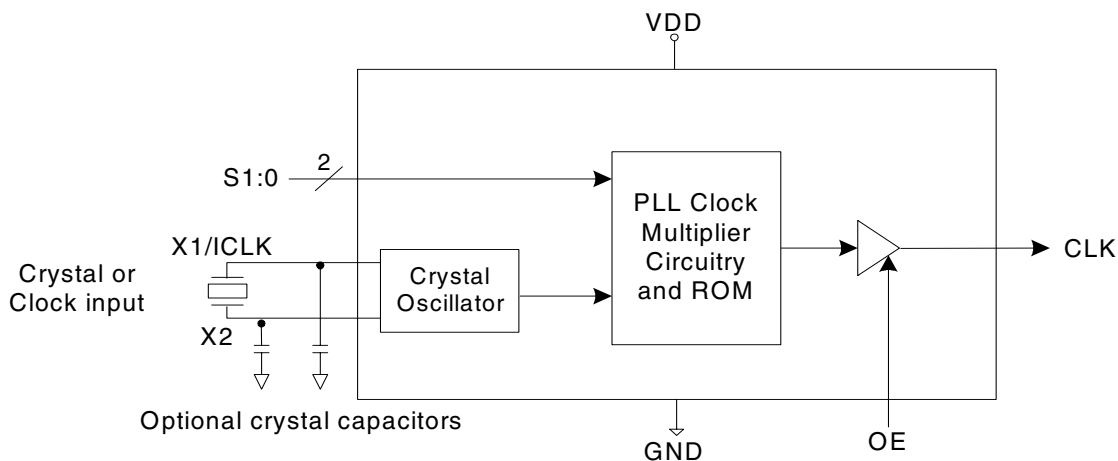 VDD
2
S1:0
PLL Clock
Multiplier
Circuitry
and ROM
X1/ICLK
Crystal or
Clock input
Crystal
Oscillator
CLK
X2
Optional crystal capacitors
GND
OE